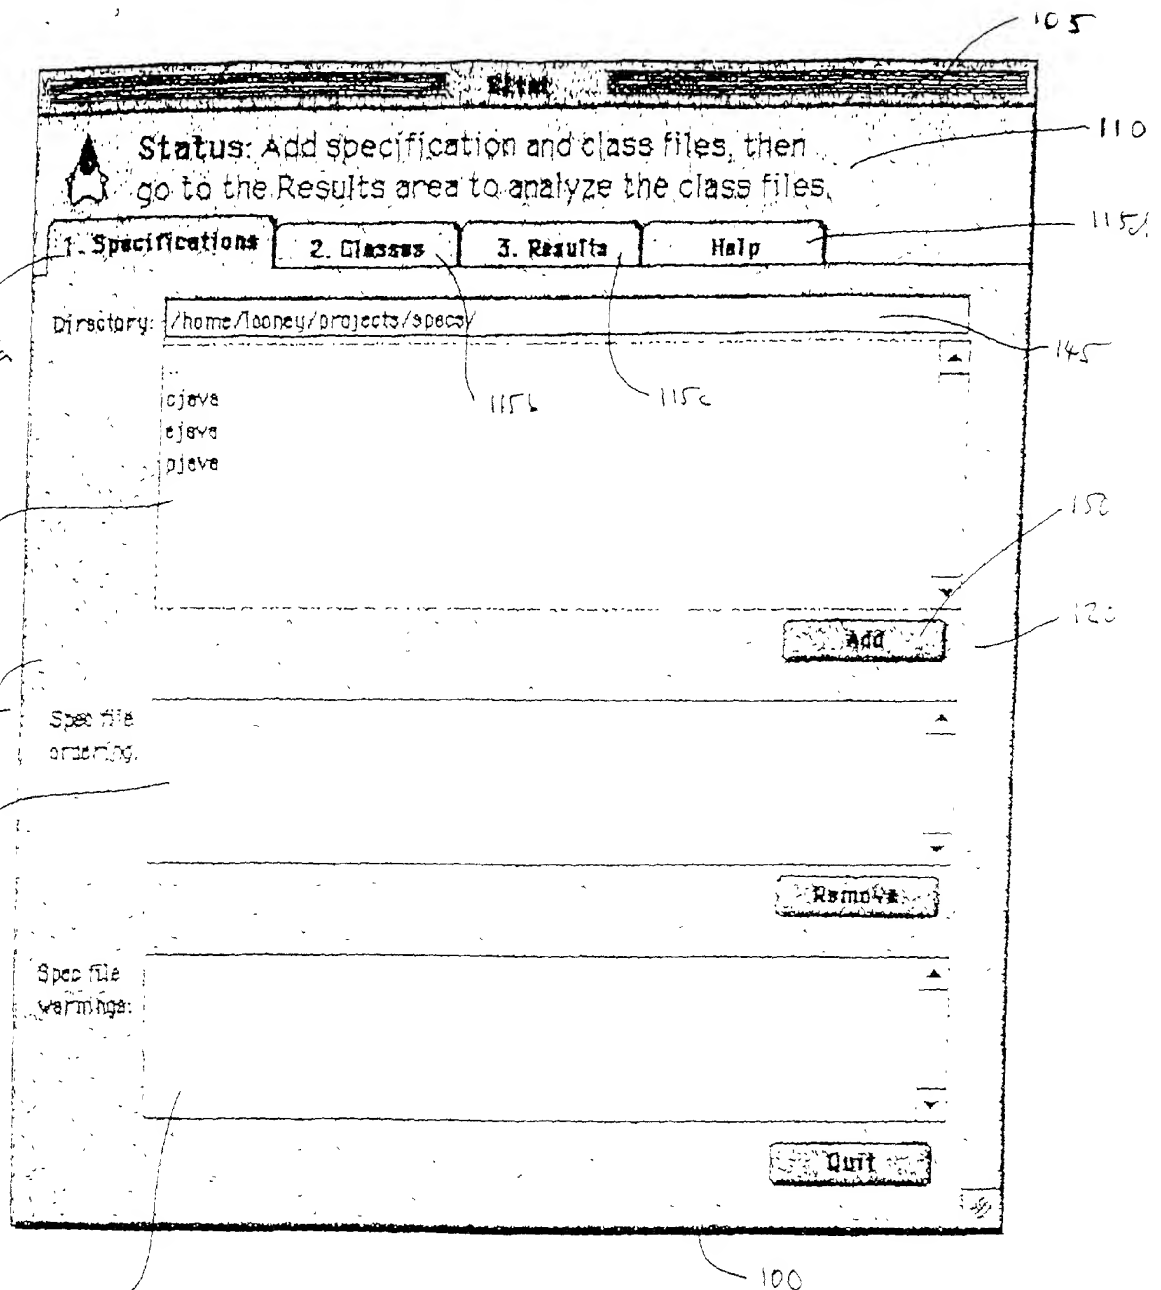 105
110
Status: Add specification and class files, then
go to the Results area to analyze the class files.
115d
1. Specifications 2. Classes 3. Results Help
Directory: /home/looney/projects/specs/
145
..
cjava
ejava
pjava
115b
115c
150
Add
120
Spec file
ordering:
Remove
Spec file
warnings:
Quit
100